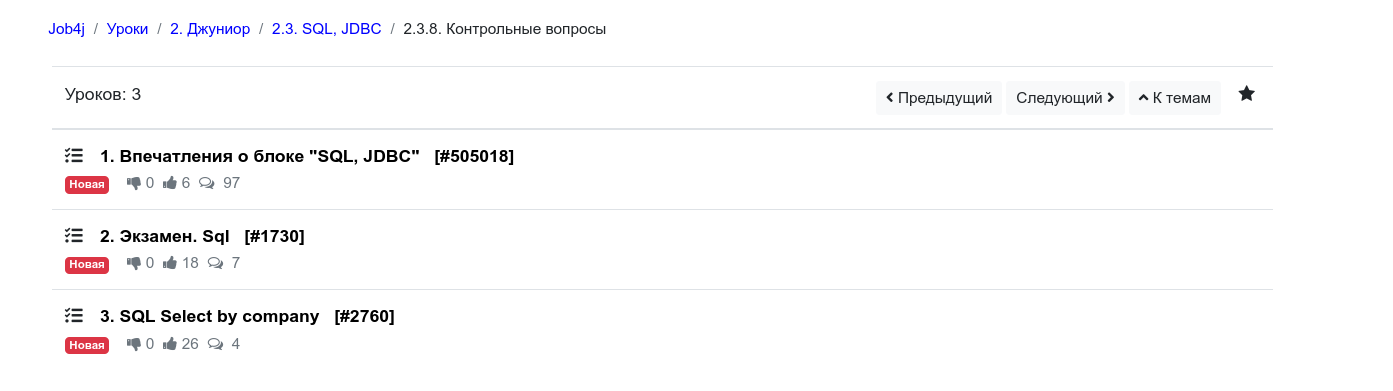 Job4j / Уроки / 2. Джуниор / 2.3. SQL, JDBC / 2.3.8. Контрольные вопросы
Уроков: 3 Предыдущий Следующий К темам
1. Впечатления о блоке "SQL, JDBC" [#505018]
Новая 0 6 97
2. Экзамен. Sql [#1730]
Новая 0 18 7
3. SQL Select by company [#2760]
Новая 0 26 4